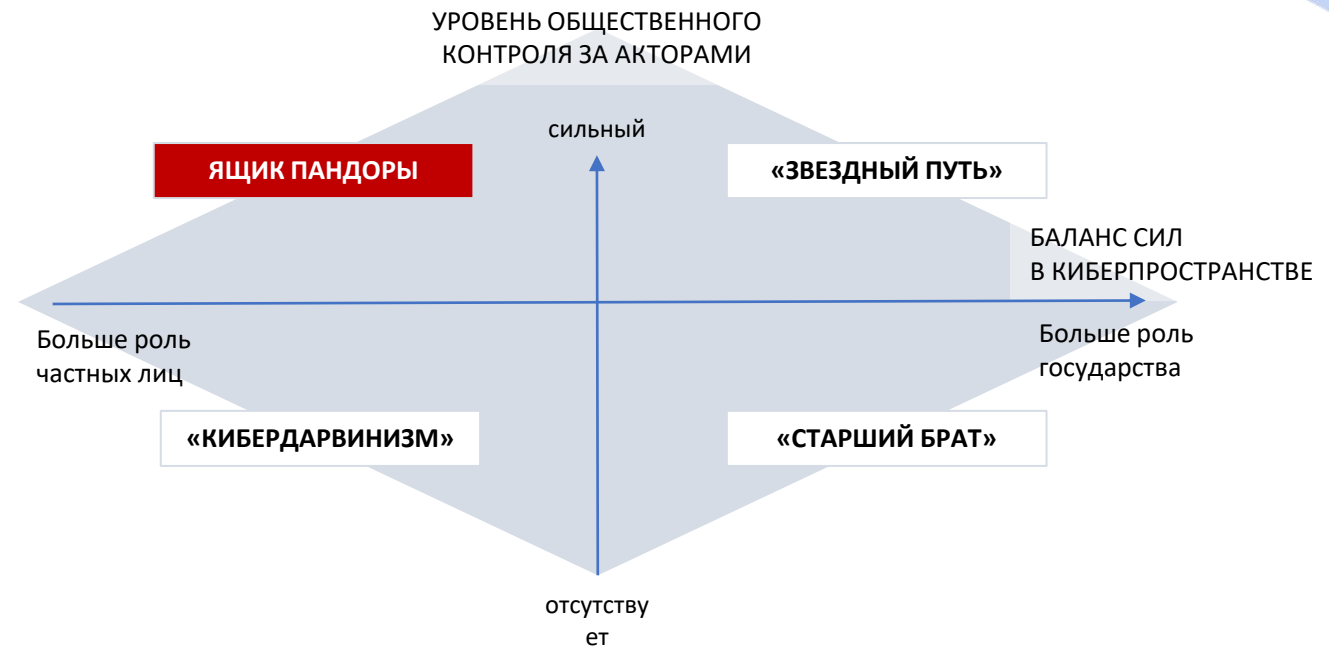 УРОВЕНЬ ОБЩЕСТВЕННОГО
КОНТРОЛЯ ЗА АКТОРАМИ
сильный
ЯЩИК ПАНДОРЫ
«ЗВЕЗДНЫЙ ПУТЬ»
БАЛАНС СИЛ
В КИБЕРПРОСТРАНСТВЕ
Больше роль
частных лиц
Больше роль
государства
«КИБЕРДАРВИНИЗМ»
«СТАРШИЙ БРАТ»
отсутству
ет